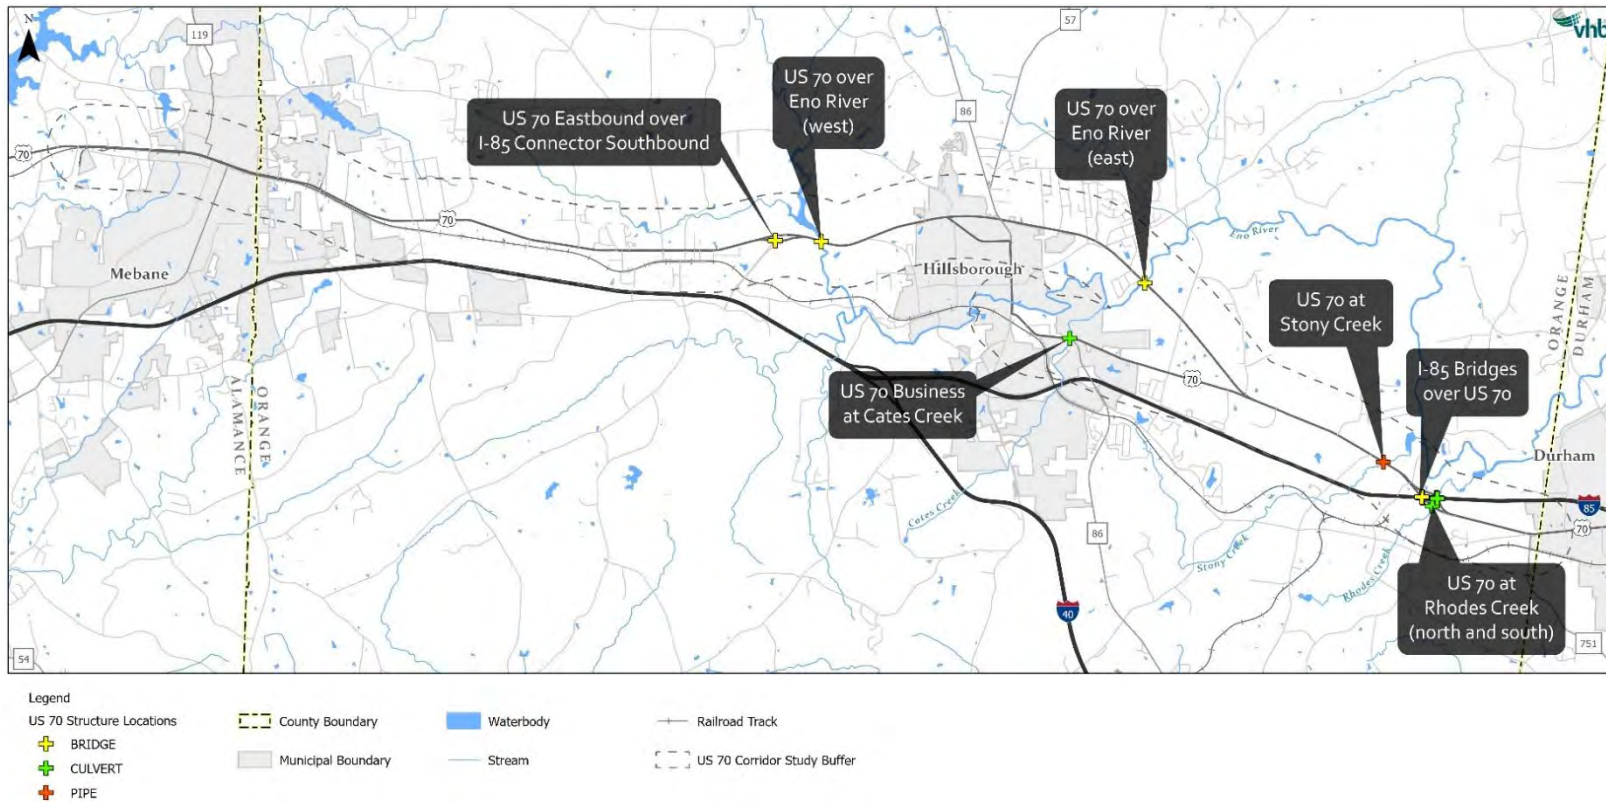 N
119
57
vhb
US 70 over
Eno River
(west)
US 70 Eastbound over
I-85 Connector Southbound
86
US 70 over
Eno River
(east)
70
70
Eno River
Mebane
Hillsborough
US 70 at
Stony Creek
ORANGE
DURHAM
I-85 Bridges
over US 70
70
US 70 Business
at Cates Creek
ALAMANCE
ORANGE
Durham
Cates Creek
86
85
70
Stony Creek
Rhodes Creek
US 70 at
Rhodes Creek
(north and south)
40
54
751
Legend
US 70 Structure Locations
BRIDGE
CULVERT
PIPE
County Boundary
Municipal Boundary
Waterbody
Stream
Railroad Track
US 70 Corridor Study Buffer